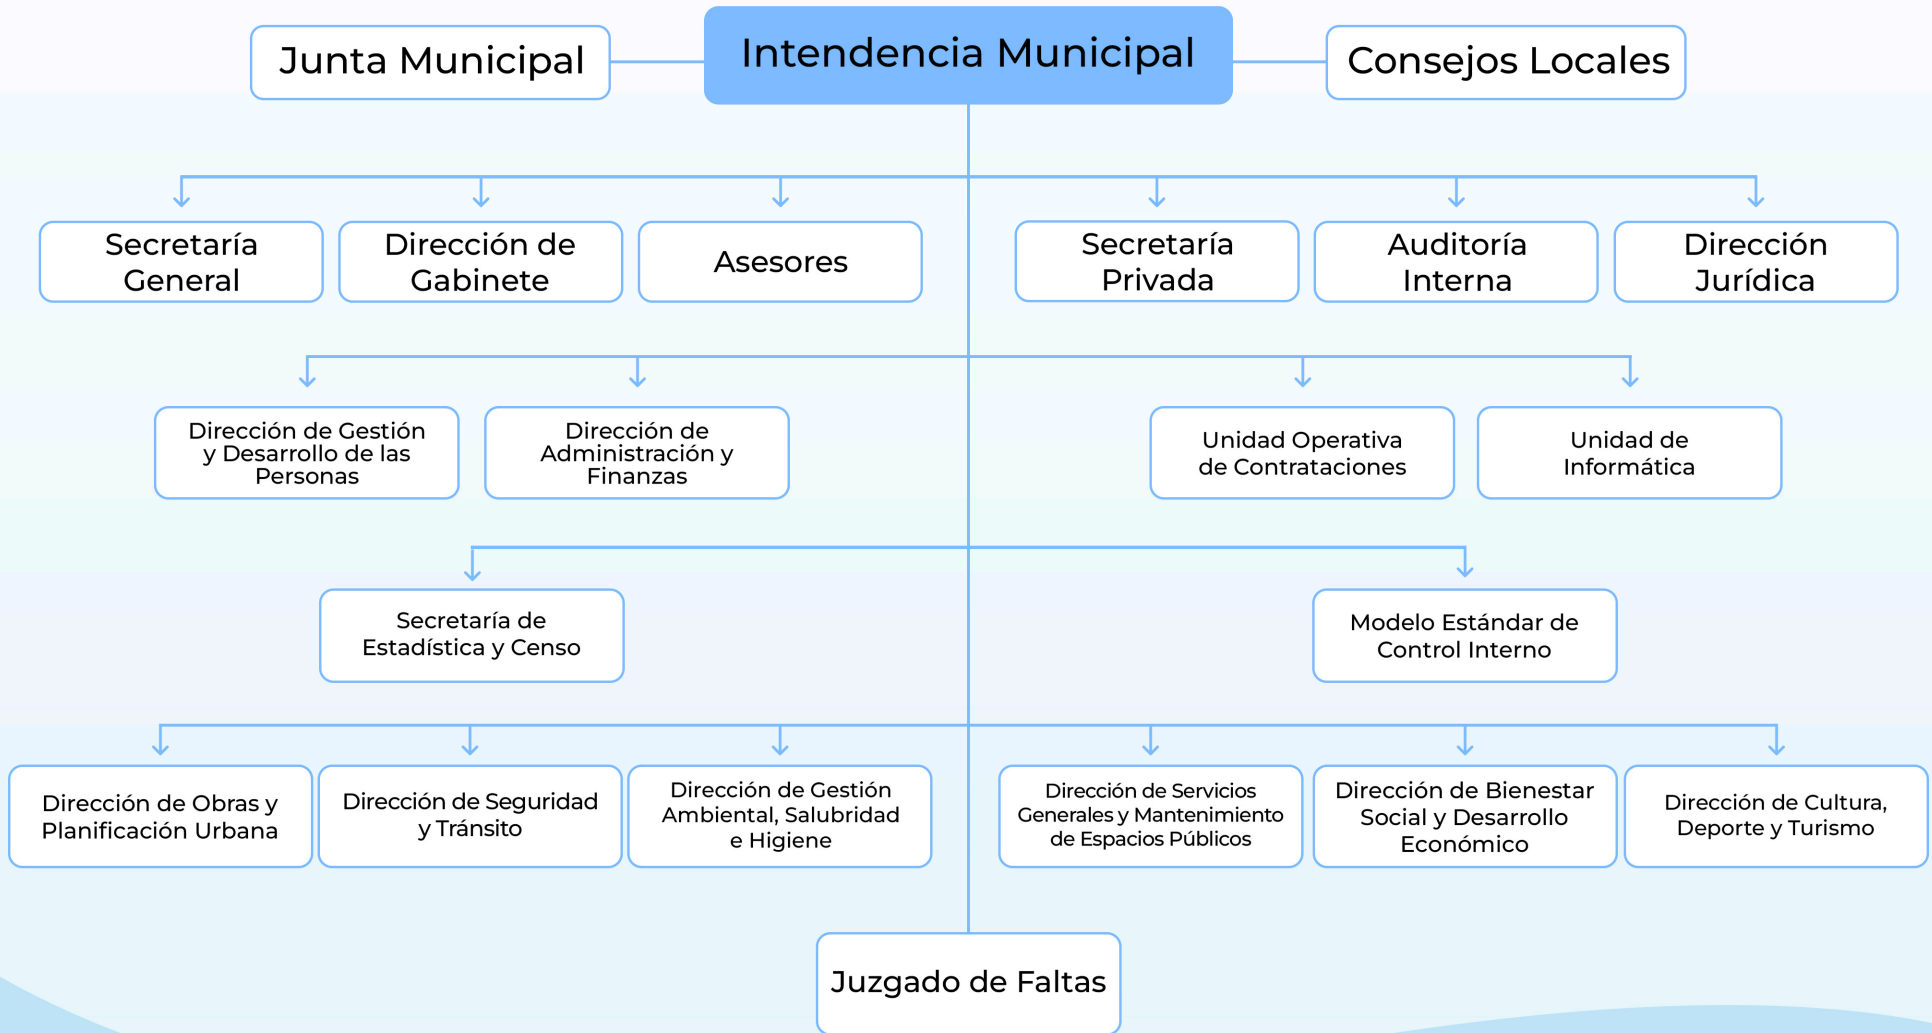 Junta Municipal
Intendencia Municipal
Consejos Locales
Secretaría
General
Dirección de
Gabinete
Asesores
Secretaría
Privada
Auditoría
Interna
Dirección
Jurídica
Dirección de Gestión
y Desarrollo de las
Personas
Dirección de
Administración y
Finanzas
Unidad Operativa
de Contrataciones
Unidad de
Informática
Secretaría de
Estadística y Censo
Modelo Estándar de
Control Interno
Dirección de Obras y
Planificación Urbana
Dirección de Seguridad
y Tránsito
Dirección de Gestión
Ambiental, Salubridad
e Higiene
Dirección de Servicios
Generales y Mantenimiento
de Espacios Públicos
Dirección de Bienestar
Social y Desarrollo
Económico
Dirección de Cultura,
Deporte y Turismo
Juzgado de Faltas